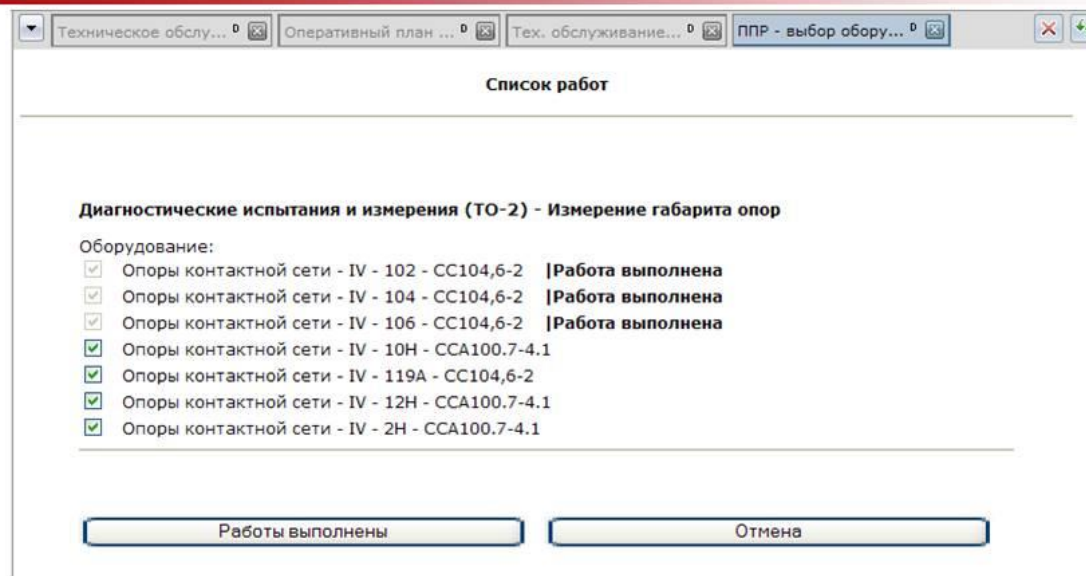 Техническое обслу... D Оперативный план ... D Тех. обслуживание... D ППР - выбор обору... D
Список работ
Диагностические испытания и измерения (ТО-2) - Измерение габарита опор
Оборудование:
Опоры контактной сети - IV - 102 - СС104,6-2 |Работа выполнена
Опоры контактной сети - IV - 104 - СС104,6-2 |Работа выполнена
Опоры контактной сети - IV - 106 - СС104,6-2 |Работа выполнена
Опоры контактной сети - IV - 10Н - ССА100.7-4.1
Опоры контактной сети - IV - 119А - СС104,6-2
Опоры контактной сети - IV - 12Н - ССА100.7-4.1
Опоры контактной сети - IV - 2Н - ССА100.7-4.1
Работы выполнены Отмена